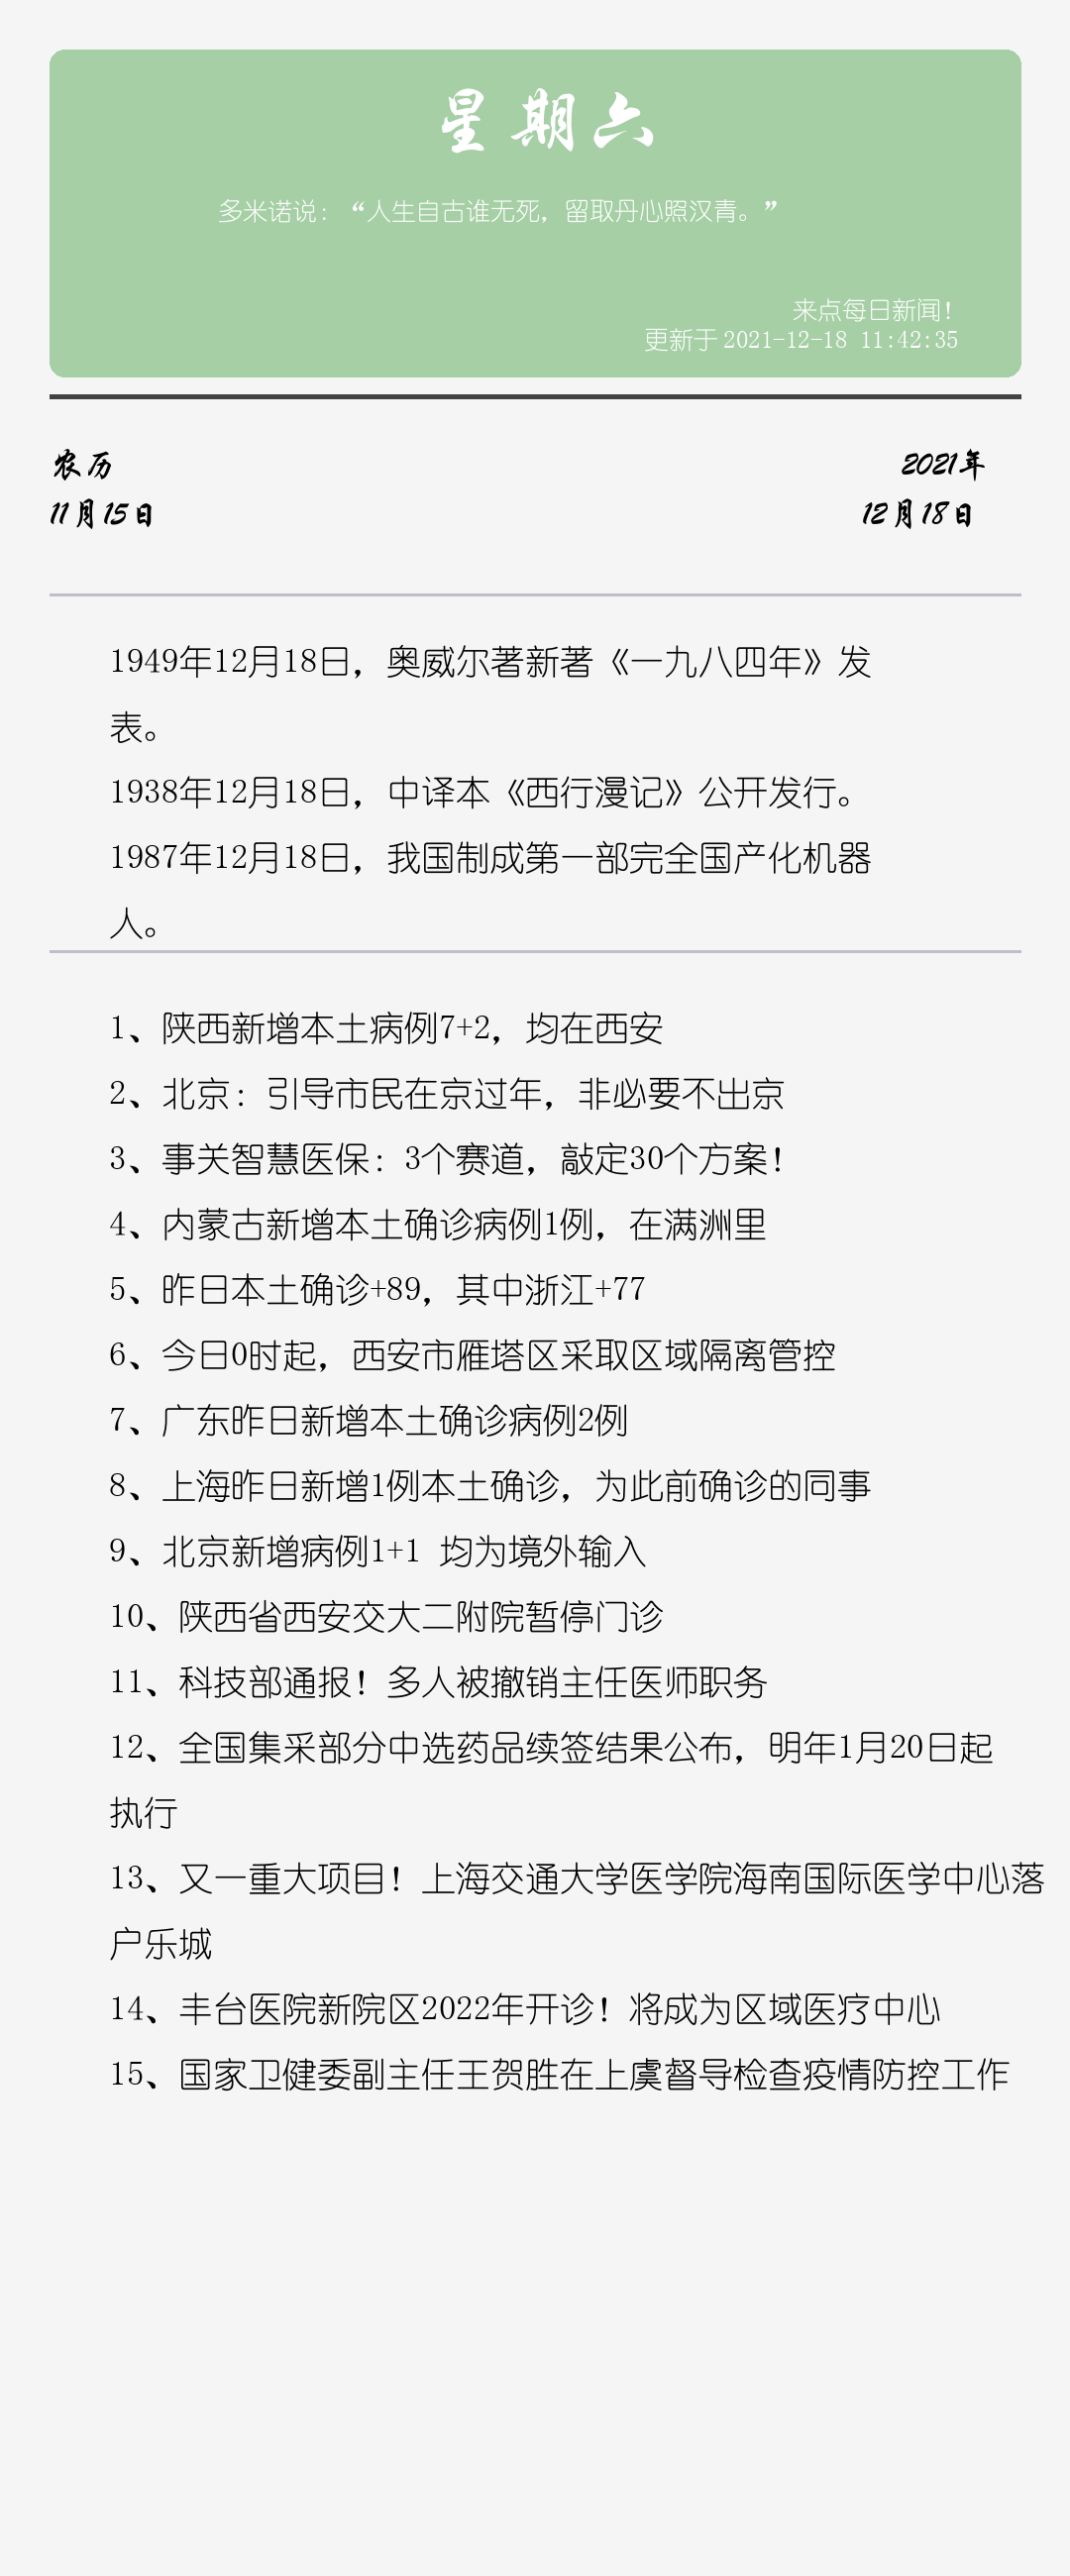 星期六
多米诺说：“人生自古谁无死，留取丹心照汉青。”
来点每日新闻！
更新于 2021-12-18 11:42:35
农历
11月15日
2021年
12月18日
1949年12月18日，奥威尔著新著《一九八四年》发
表。
1938年12月18日，中译本《西行漫记》公开发行。
1987年12月18日，我国制成第一部完全国产化机器
人。
1、陕西新增本土病例7+2，均在西安
2、北京：引导市民在京过年，非必要不出京
3、事关智慧医保：3个赛道，敲定30个方案！
4、内蒙古新增本土确诊病例1例，在满洲里
5、昨日本土确诊+89，其中浙江+77
6、今日0时起，西安市雁塔区采取区域隔离管控
7、广东昨日新增本土确诊病例2例
8、上海昨日新增1例本土确诊，为此前确诊的同事
9、北京新增病例1+1 均为境外输入
10、陕西省西安交大二附院暂停门诊
11、科技部通报！多人被撤销主任医师职务
12、全国集采部分中选药品续签结果公布，明年1月20日起
执行
13、又一重大项目！上海交通大学医学院海南国际医学中心落
户乐城
14、丰台医院新院区2022年开诊！将成为区域医疗中心
15、国家卫健委副主任王贺胜在上虞督导检查疫情防控工作